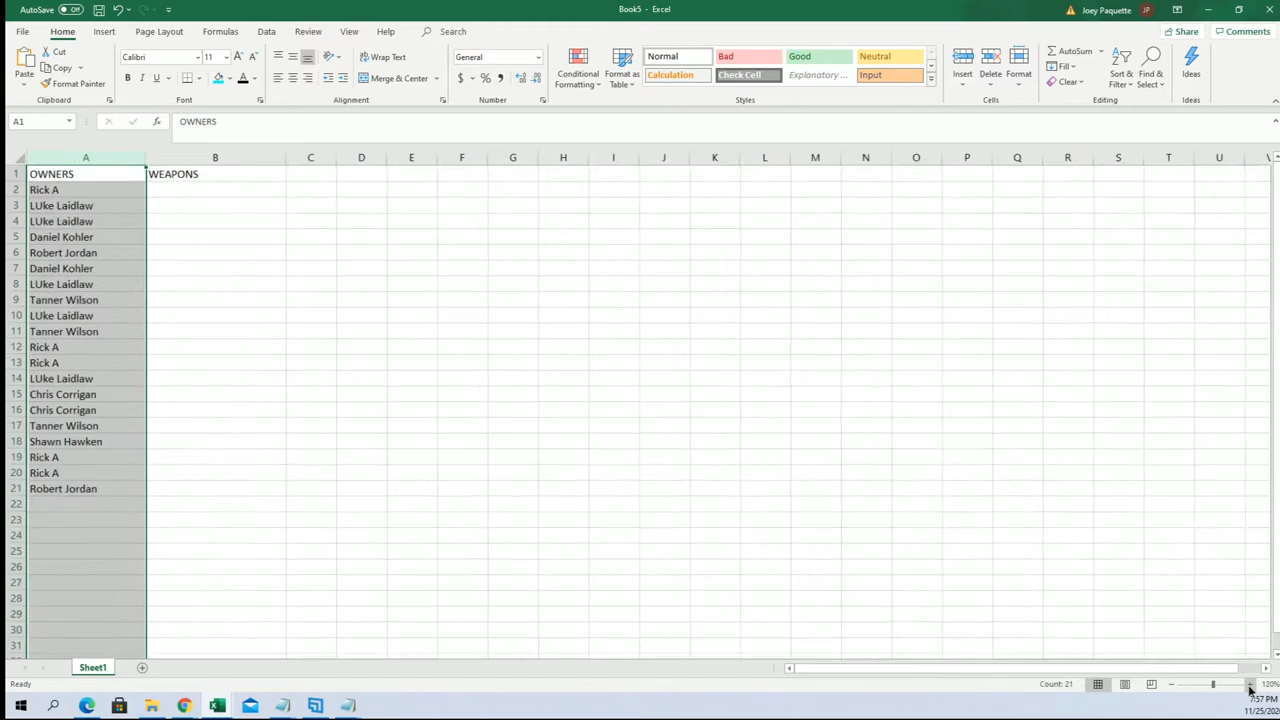 AutoSave Off Book5 - Excel Joey Paquette JP
File Home Insert Page Layout Formulas Data Review View Help Search Share Comments
Paste Cut Copy Format Painter Clipboard
Calibri 11 B I U A Font
Wrap Text Merge & Center Alignment
General $ % Number
Conditional Formatting Format as Table
Normal Bad Good Neutral
Calculation Check Cell Explanatory ... Input
Styles
Insert Delete Format Cells
AutoSum Fill Clear Sort & Filter Find & Select Editing
Ideas Ideas
A1 fx OWNERS
A B C D E F G H I J K L M N O P Q R S T U
1 OWNERS WEAPONS
2 Rick A
3 LUke Laidlaw
4 LUke Laidlaw
5 Daniel Kohler
6 Robert Jordan
7 Daniel Kohler
8 LUke Laidlaw
9 Tanner Wilson
10 LUke Laidlaw
11 Tanner Wilson
12 Rick A
13 Rick A
14 LUke Laidlaw
15 Chris Corrigan
16 Chris Corrigan
17 Tanner Wilson
18 Shawn Hawken
19 Rick A
20 Rick A
21 Robert Jordan
22
23
24
25
26
27
28
29
30
31
Sheet1
Ready Count: 21 120%
7:57 PM